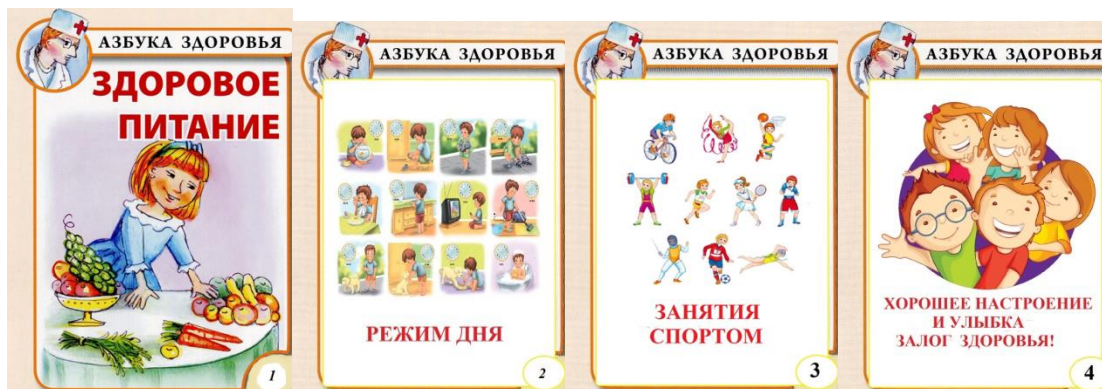 АЗБУКА ЗДОРОВЬЯ
ЗДОРОВОЕ
ПИТАНИЕ
1
АЗБУКА ЗДОРОВЬЯ
РЕЖИМ ДНЯ
2
АЗБУКА ЗДОРОВЬЯ
ЗАНЯТИЯ
СПОРТОМ
3
АЗБУКА ЗДОРОВЬЯ
ХОРОШЕЕ НАСТРОЕНИЕ
И УЛЫБКА
ЗАЛОГ ЗДОРОВЬЯ!
4